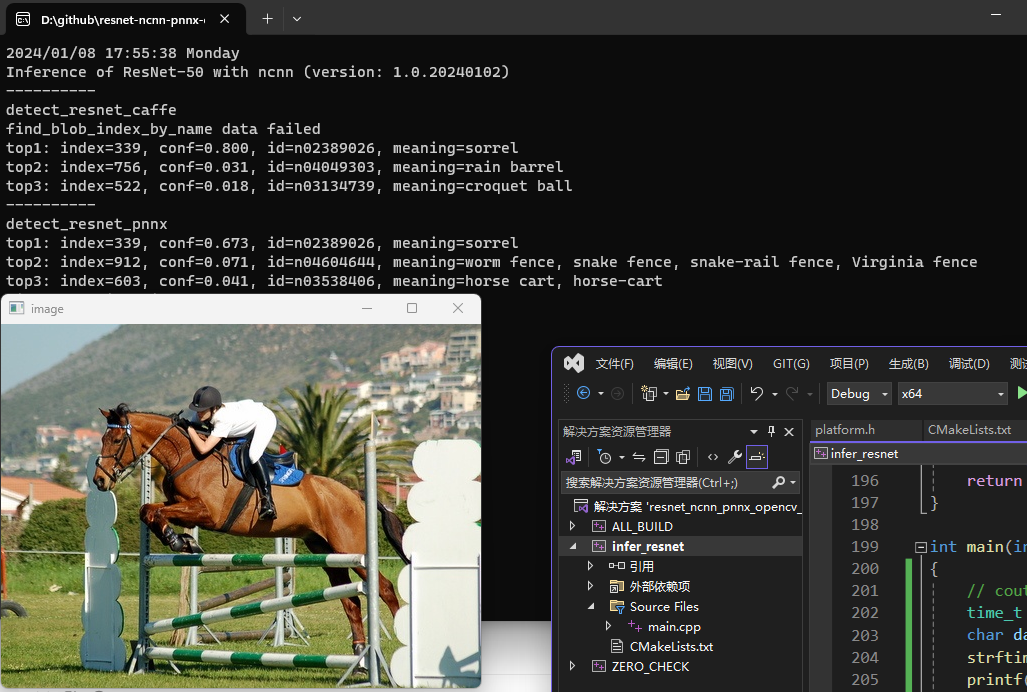 D:\github\resnet-ncnn-pnnx-
2024/01/08 17:55:38 Monday
Inference of ResNet-50 with ncnn (version: 1.0.20240102)
----------
detect_resnet_caffe
find_blob_index_by_name data failed
top1: index=339, conf=0.800, id=n02389026, meaning=sorrel
top2: index=756, conf=0.031, id=n04049303, meaning=rain barrel
top3: index=522, conf=0.018, id=n03134739, meaning=croquet ball
----------
detect_resnet_pnnx
top1: index=339, conf=0.673, id=n02389026, meaning=sorrel
top2: index=912, conf=0.071, id=n04604644, meaning=worm fence, snake fence, snake-rail fence, Virginia fence
top3: index=603, conf=0.041, id=n03538406, meaning=horse cart, horse-cart
image
文件(F) 编辑(E) 视图(V) GIT(G) 项目(P) 生成(B) 调试(D) 测试
Debug x64
解决方案资源管理器
搜索解决方案资源管理器(Ctrl+;)
解决方案 'resnet_ncnn_pnnx_opencv_
ALL_BUILD
infer_resnet
引用
外部依赖项
Source Files
main.cpp
CMakeLists.txt
ZERO_CHECK
platform.h CMakeLists.txt
infer_resnet
196 return
197 }
198
199 int main(in
200 {
201 // cout
202 time_t
203 char da
204 strftim
205 printf(